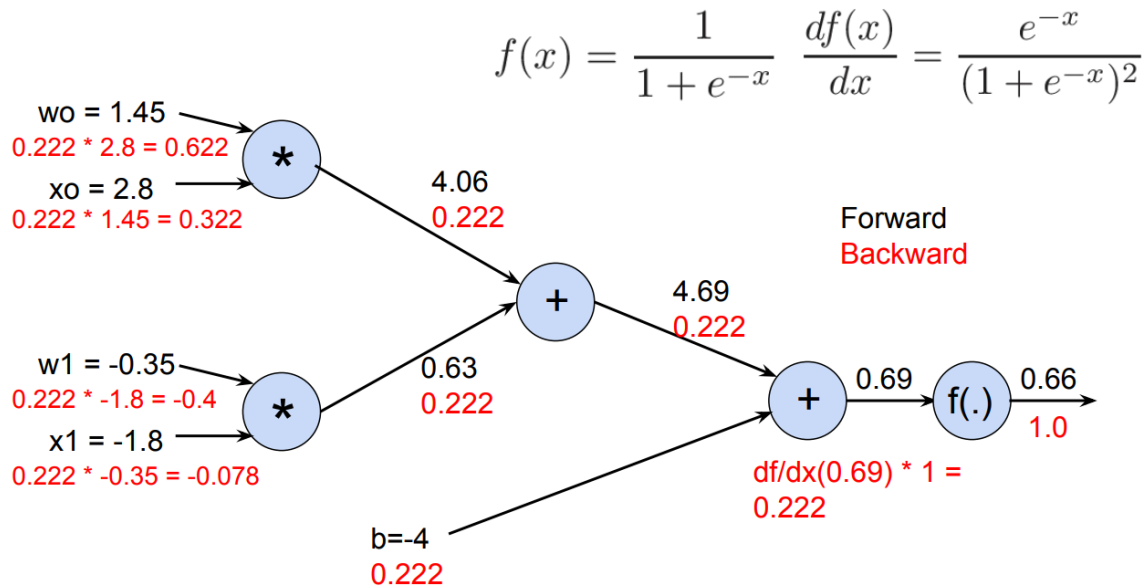 f(x) = \frac{1}{1 + e^{-x}} \frac{df(x)}{dx} = \frac{e^{-x}}{(1 + e^{-x})^2}
wo = 1.45
0.222 * 2.8 = 0.622
xo = 2.8
0.222 * 1.45 = 0.322
*
4.06
0.222
Forward
Backward
+
4.69
0.222
w1 = -0.35
0.222 * -1.8 = -0.4
x1 = -1.8
0.222 * -0.35 = -0.078
*
0.63
0.222
+
0.69
f(.)
0.66
1.0
df/dx(0.69) * 1 =
0.222
b=-4
0.222